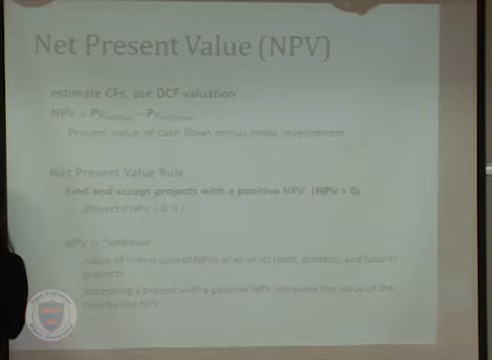 Net Present Value (NPV)
estimate CFs, use DCF valuation
NPV = PV − PV
Present value of cash flows minus initial investment
Net Present Value Rule
Find and accept projects with a positive NPV (NPV > 0)
(Reject if NPV < 0 !! )
NPV is "additive"
Value of firm is sum of NPVs of all of its (past, present, and future)
projects
Accepting a project with a positive NPV increases the value of the
firm by the NPV